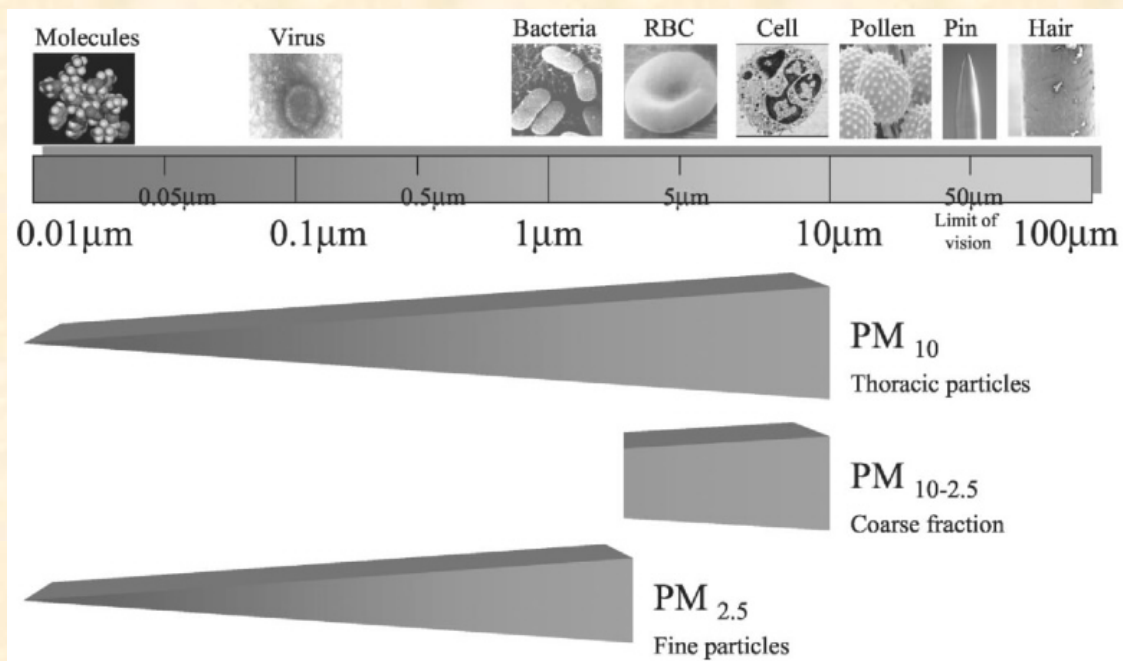 Molecules
Virus
Bacteria
RBC
Cell
Pollen
Pin
Hair
0.05μm
0.5μm
5μm
50μm
0.01μm
0.1μm
1μm
10μm
Limit of
vision
100μm
PM 10
Thoracic particles
PM 10-2.5
Coarse fraction
PM 2.5
Fine particles